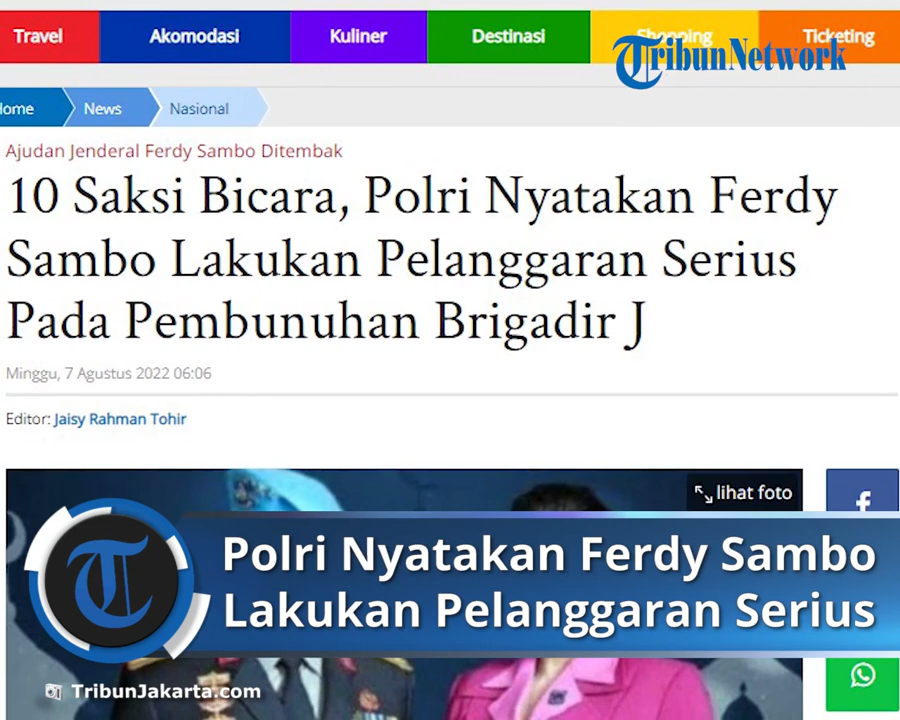 Travel
Akomodasi
Kuliner
Destinasi
Shopping
Ticketing
TribunNetwork
Home
News
Nasional
Ajudan Jenderal Ferdy Sambo Ditembak
10 Saksi Bicara, Polri Nyatakan Ferdy
Sambo Lakukan Pelanggaran Serius
Pada Pembunuhan Brigadir J
Minggu, 7 Agustus 2022 06:06
Editor: Jaisy Rahman Tohir
lihat foto
Polri Nyatakan Ferdy Sambo
Lakukan Pelanggaran Serius
TribunJakarta.com